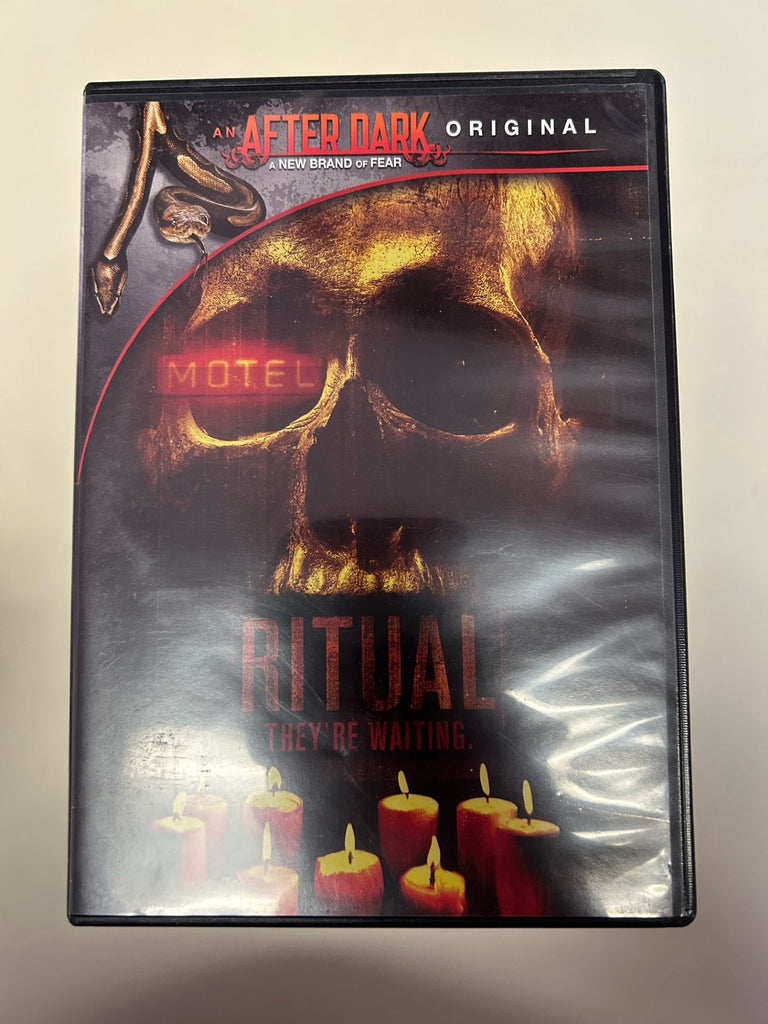 AN AFTER DARK ORIGINAL
A NEW BRAND OF FEAR
MOTEL
RITUAL
THEY'RE WAITING.